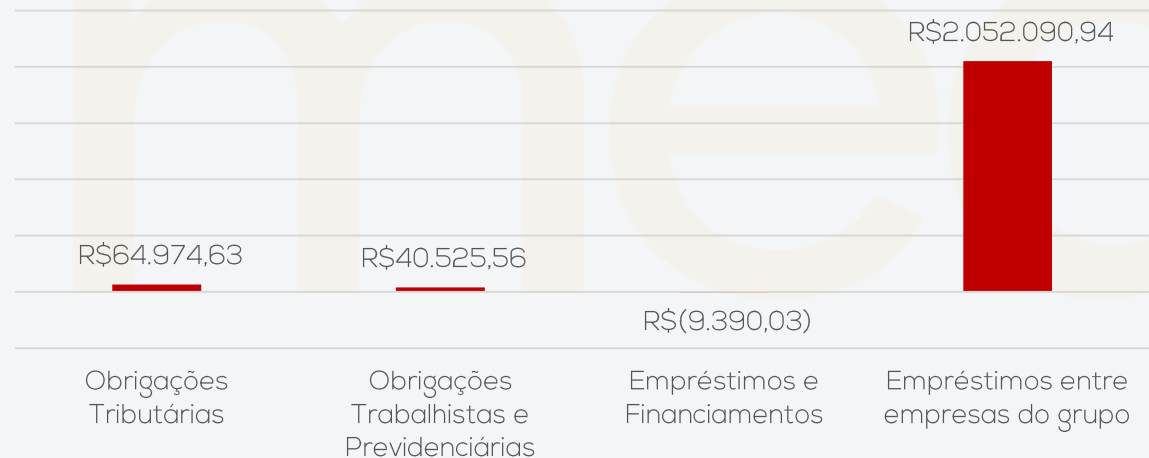 R$2.052.090,94
R$64.974,63
R$40.525,56
R$(9.390,03)
Obrigações
Tributárias
Obrigações
Trabalhistas e
Previdenciárias
Empréstimos e
Financiamentos
Empréstimos entre
empresas do grupo